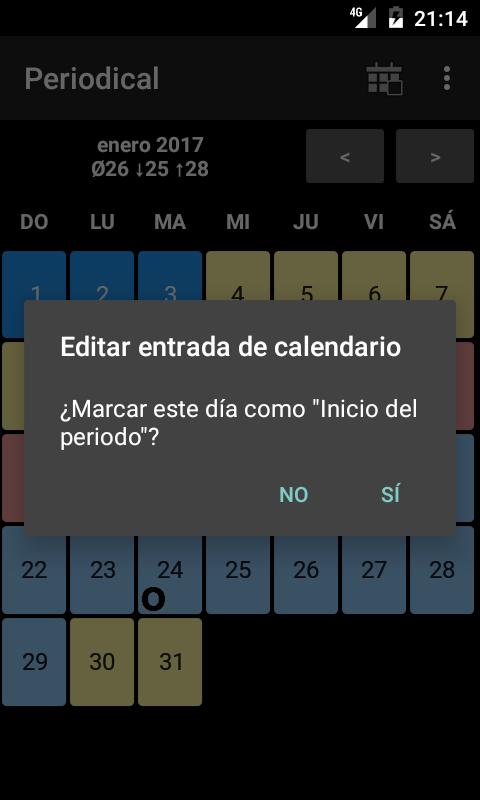 4G 21:14
Periodical
enero 2017
Ø26 ↓25 ↑28
< >
DO LU MA MI JU VI SÁ
1 2 3 4 5 6 7
Editar entrada de calendario
¿Marcar este día como "Inicio del
periodo"?
NO SÍ
22 23 24 25 26 27 28
O
29 30 31